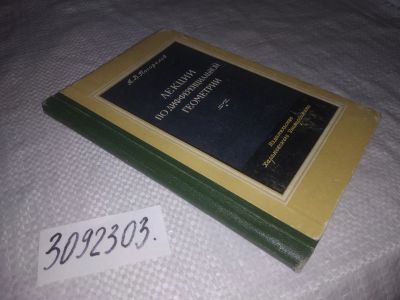 А.В. Погорелов
ЛЕКЦИИ
ПО ДИФФЕРЕНЦИАЛЬНОЙ
ГЕОМЕТРИИ
Издательство
Харьковского Университета
3092303.